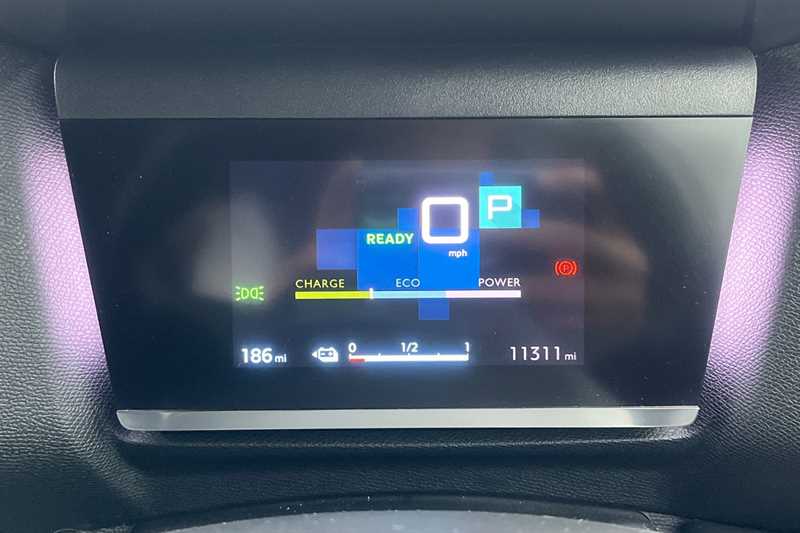 P
0
READY
mph
P
CHARGE ECO POWER
0 1/2 1
186 mi
11311 mi